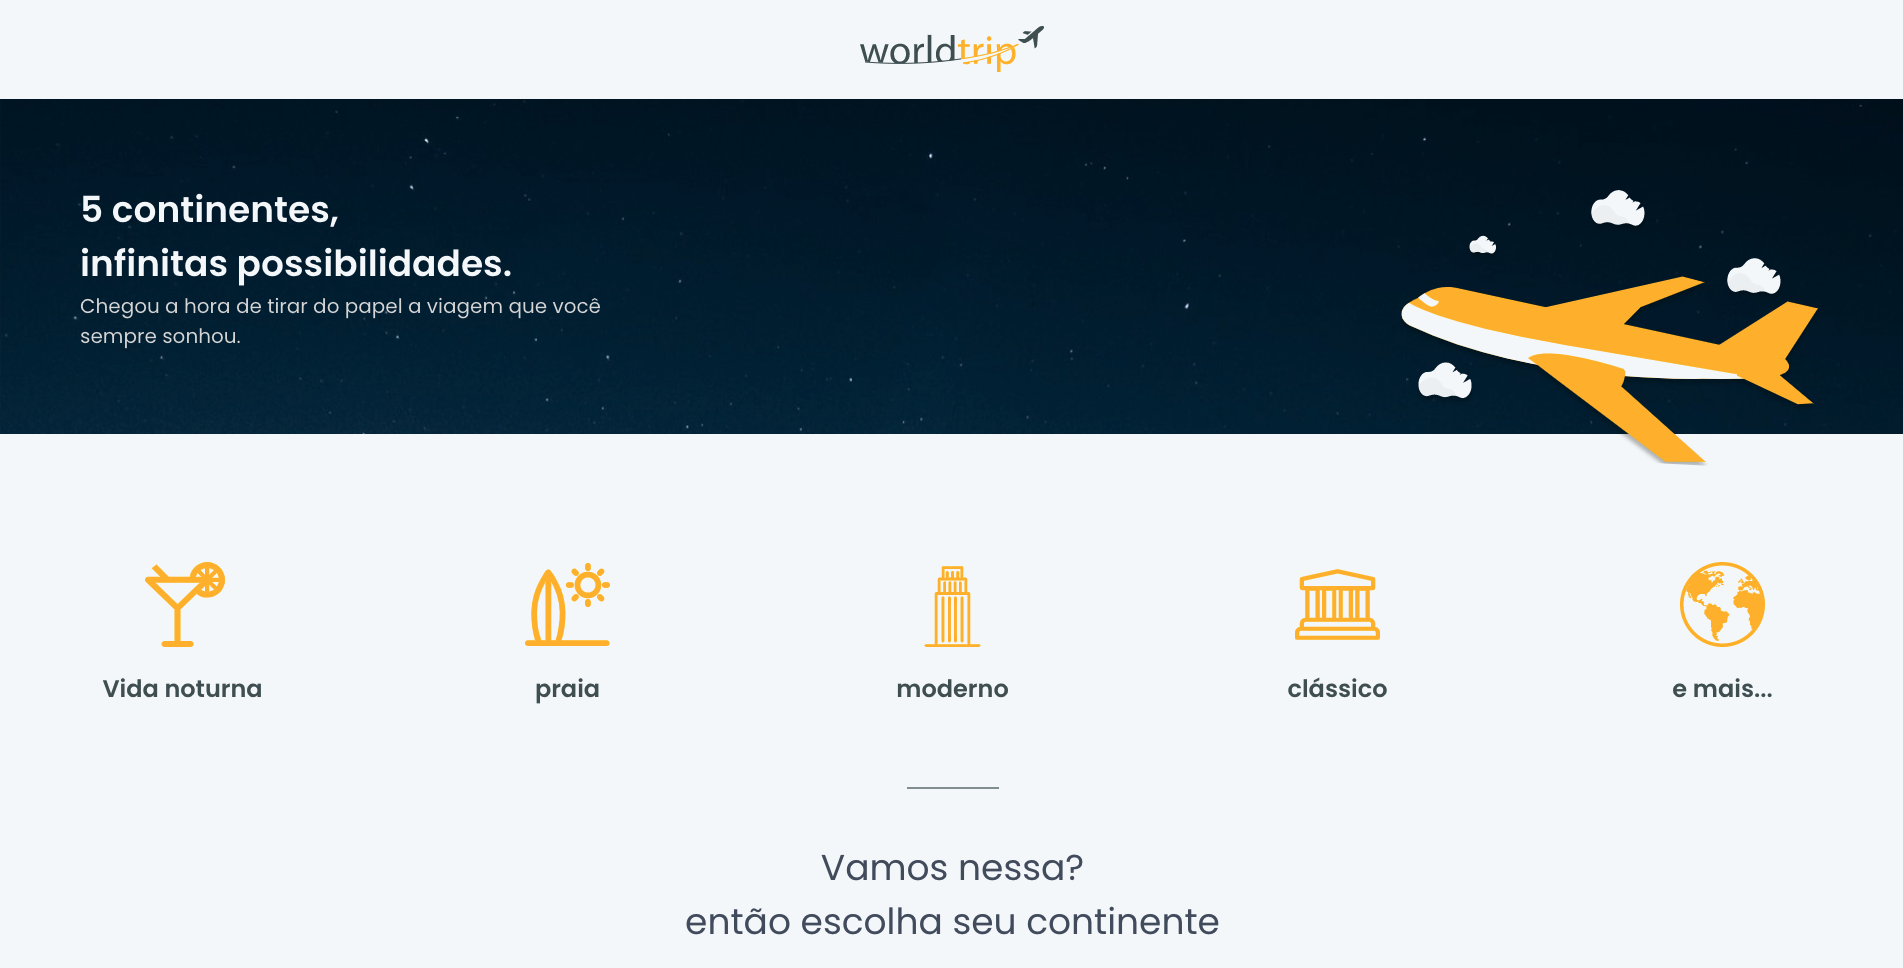 worldtrip
5 continentes,
infinitas possibilidades.
Chegou a hora de tirar do papel a viagem que você
sempre sonhou.
Vida noturna
praia
moderno
clássico
e mais...
Vamos nessa?
então escolha seu continente